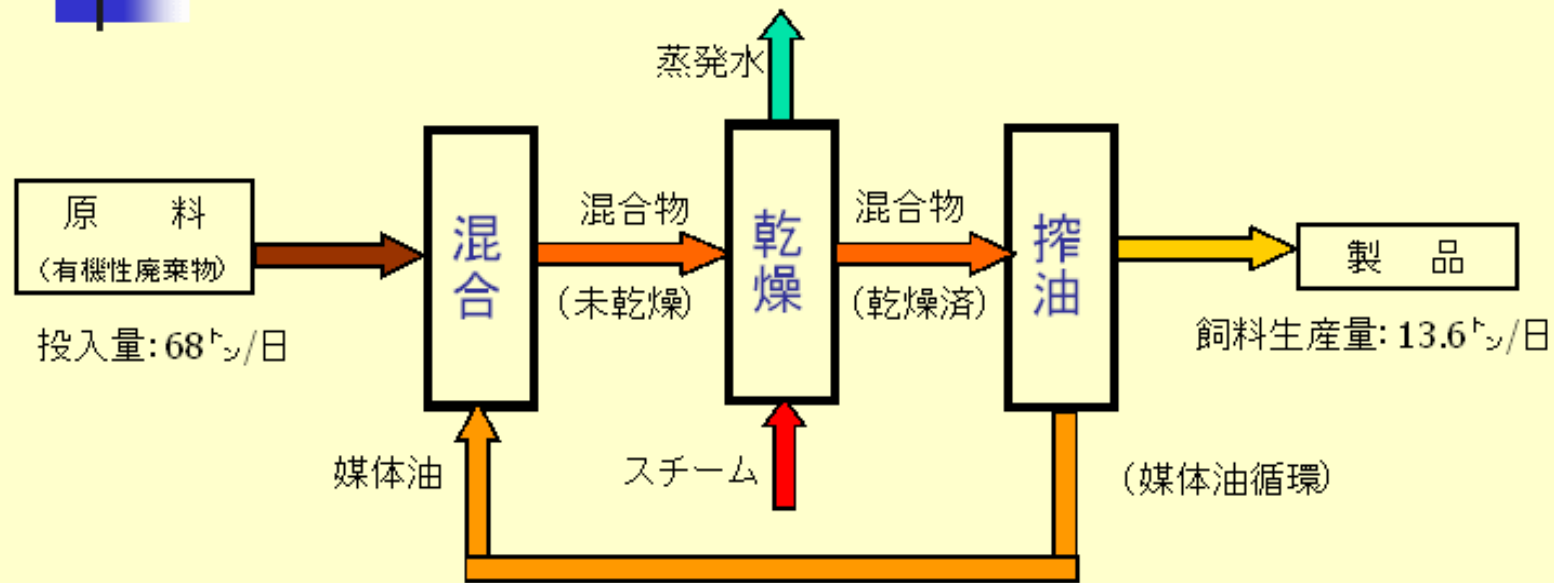 蒸発水
原　料
(有機性廃棄物)
投入量:68㌧/日
混合
混合物
(未乾燥)
乾燥
混合物
(乾燥済)
搾油
製　品
飼料生産量:13.6㌧/日
媒体油
スチーム
(媒体油循環)